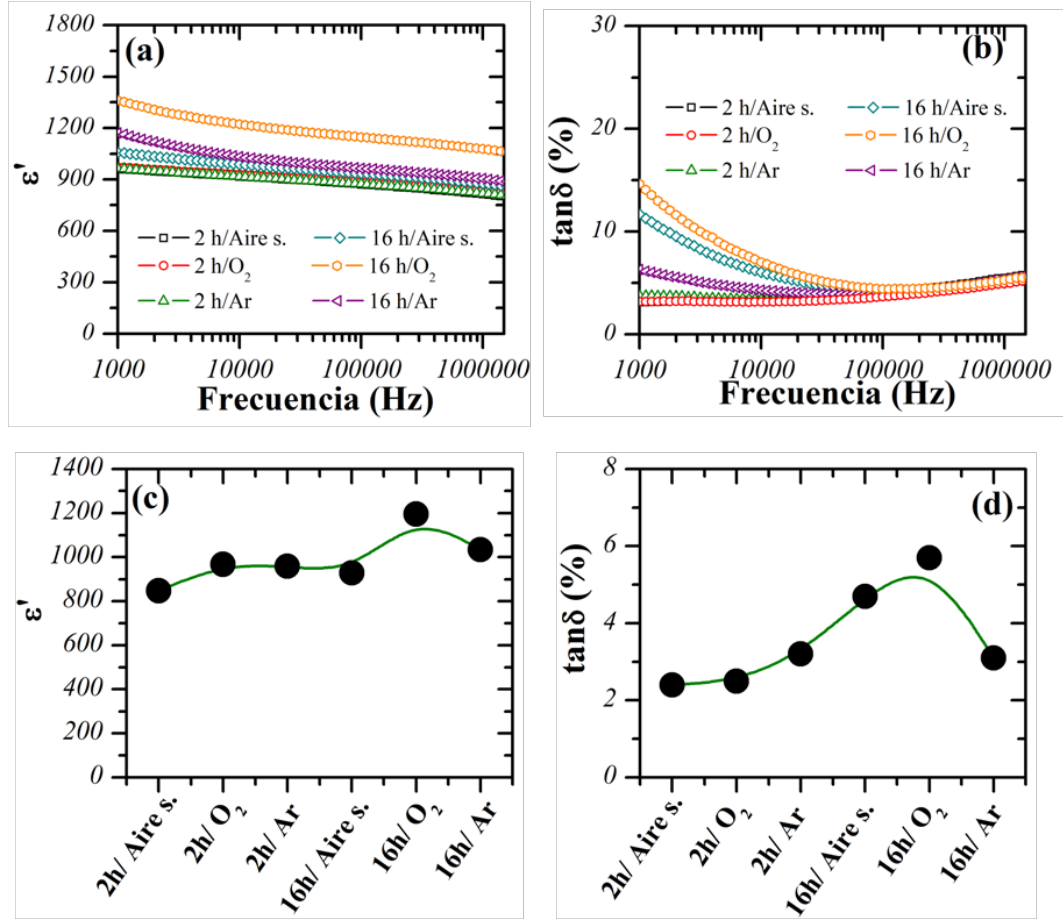 (a)
ε'
1800
1500
1200
900
600
300
0
2 h/Aire s.
2 h/O₂
2 h/Ar
16 h/Aire s.
16 h/O₂
16 h/Ar
1000
10000
100000
1000000
Frecuencia (Hz)
(b)
tanδ (%)
30
20
10
0
2 h/Aire s.
2 h/O₂
2 h/Ar
16 h/Aire s.
16 h/O₂
16 h/Ar
1000
10000
100000
1000000
Frecuencia (Hz)
(c)
ε'
1400
1200
1000
800
600
400
200
0
2h/ Aire s.
2h/ O₂
2h/ Ar
16h/ Aire s.
16h/ O₂
16h/ Ar
(d)
tanδ (%)
8
6
4
2
0
2h/ Aire s.
2h/ O₂
2h/ Ar
16h/ Aire s.
16h/ O₂
16h/ Ar